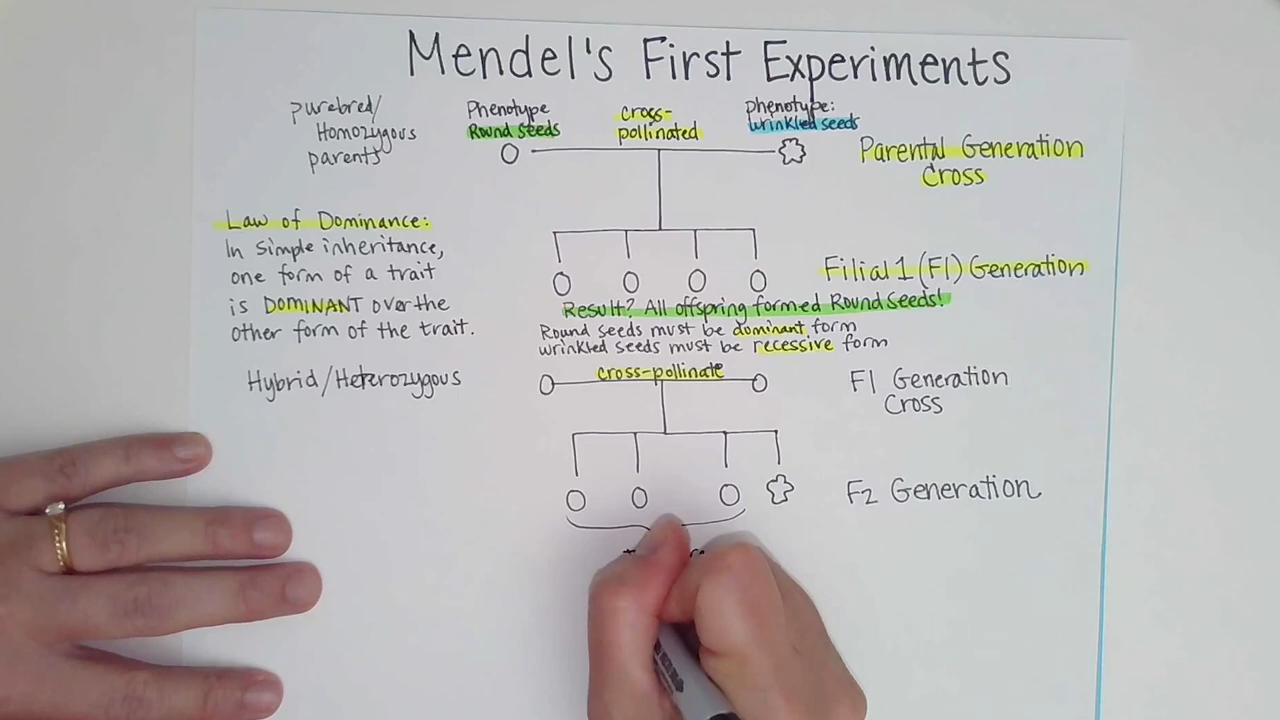 Mendel's First Experiments
purebred/
Homozygous
parents
Phenotype
Round seeds
cross-
pollinated
phenotype:
wrinkled seeds
Parental Generation
Cross
Law of Dominance:
In simple inheritance,
one form of a trait
is DOMINANT over the
other form of the trait.
Filial 1 (F1) Generation
Result? All offspring formed Round seeds!
Round seeds must be dominant form
wrinkled seeds must be recessive form
Hybrid/Heterozygous
cross-pollinate
F1 Generation
Cross
F2 Generation